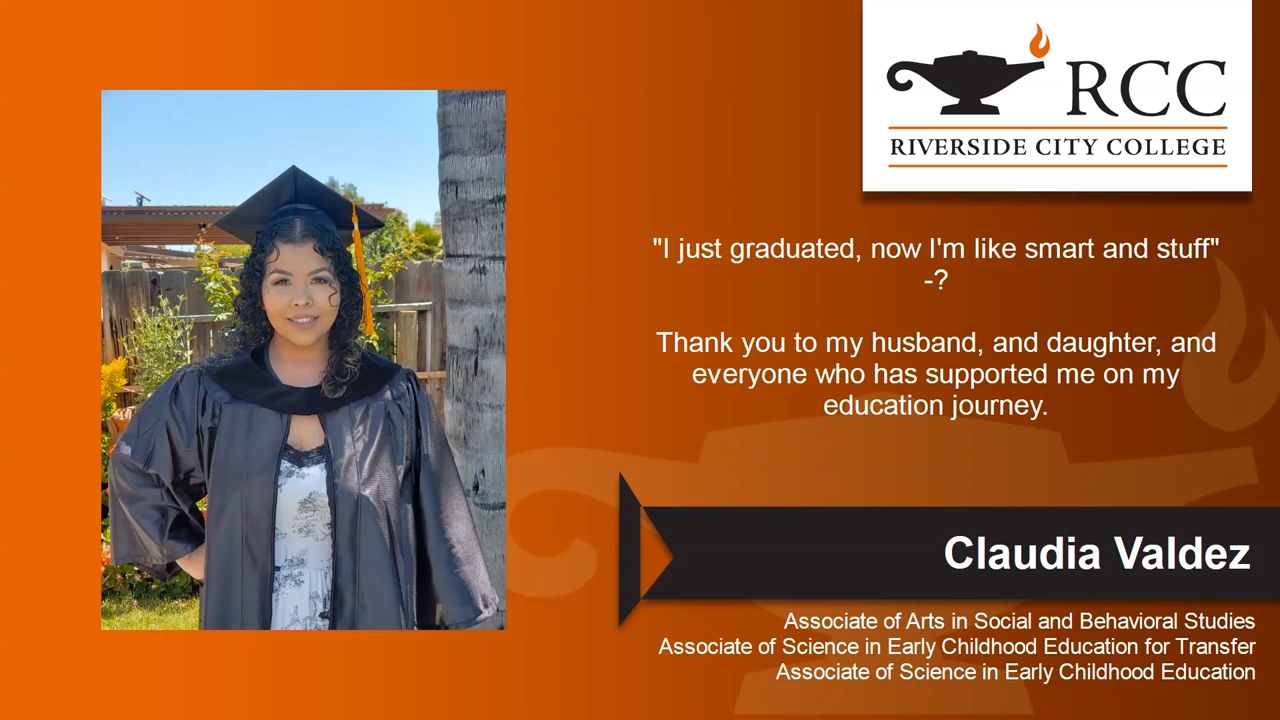 RCC
RIVERSIDE CITY COLLEGE
"I just graduated, now I'm like smart and stuff"
-?
Thank you to my husband, and daughter, and
everyone who has supported me on my
education journey.
Claudia Valdez
Associate of Arts in Social and Behavioral Studies
Associate of Science in Early Childhood Education for Transfer
Associate of Science in Early Childhood Education